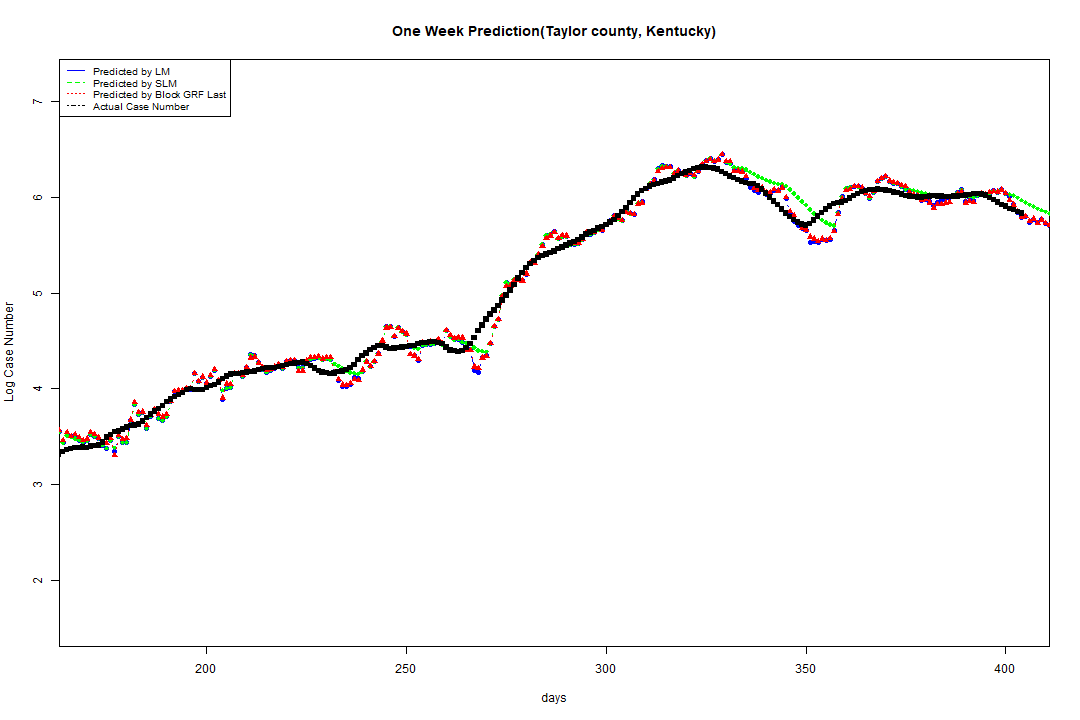 One Week Prediction(Taylor county, Kentucky)
Predicted by LM
Predicted by SLM
Predicted by Block GRF Last
Actual Case Number
7
6
5
4
3
2
Log Case Number
200 250 300 350 400
days